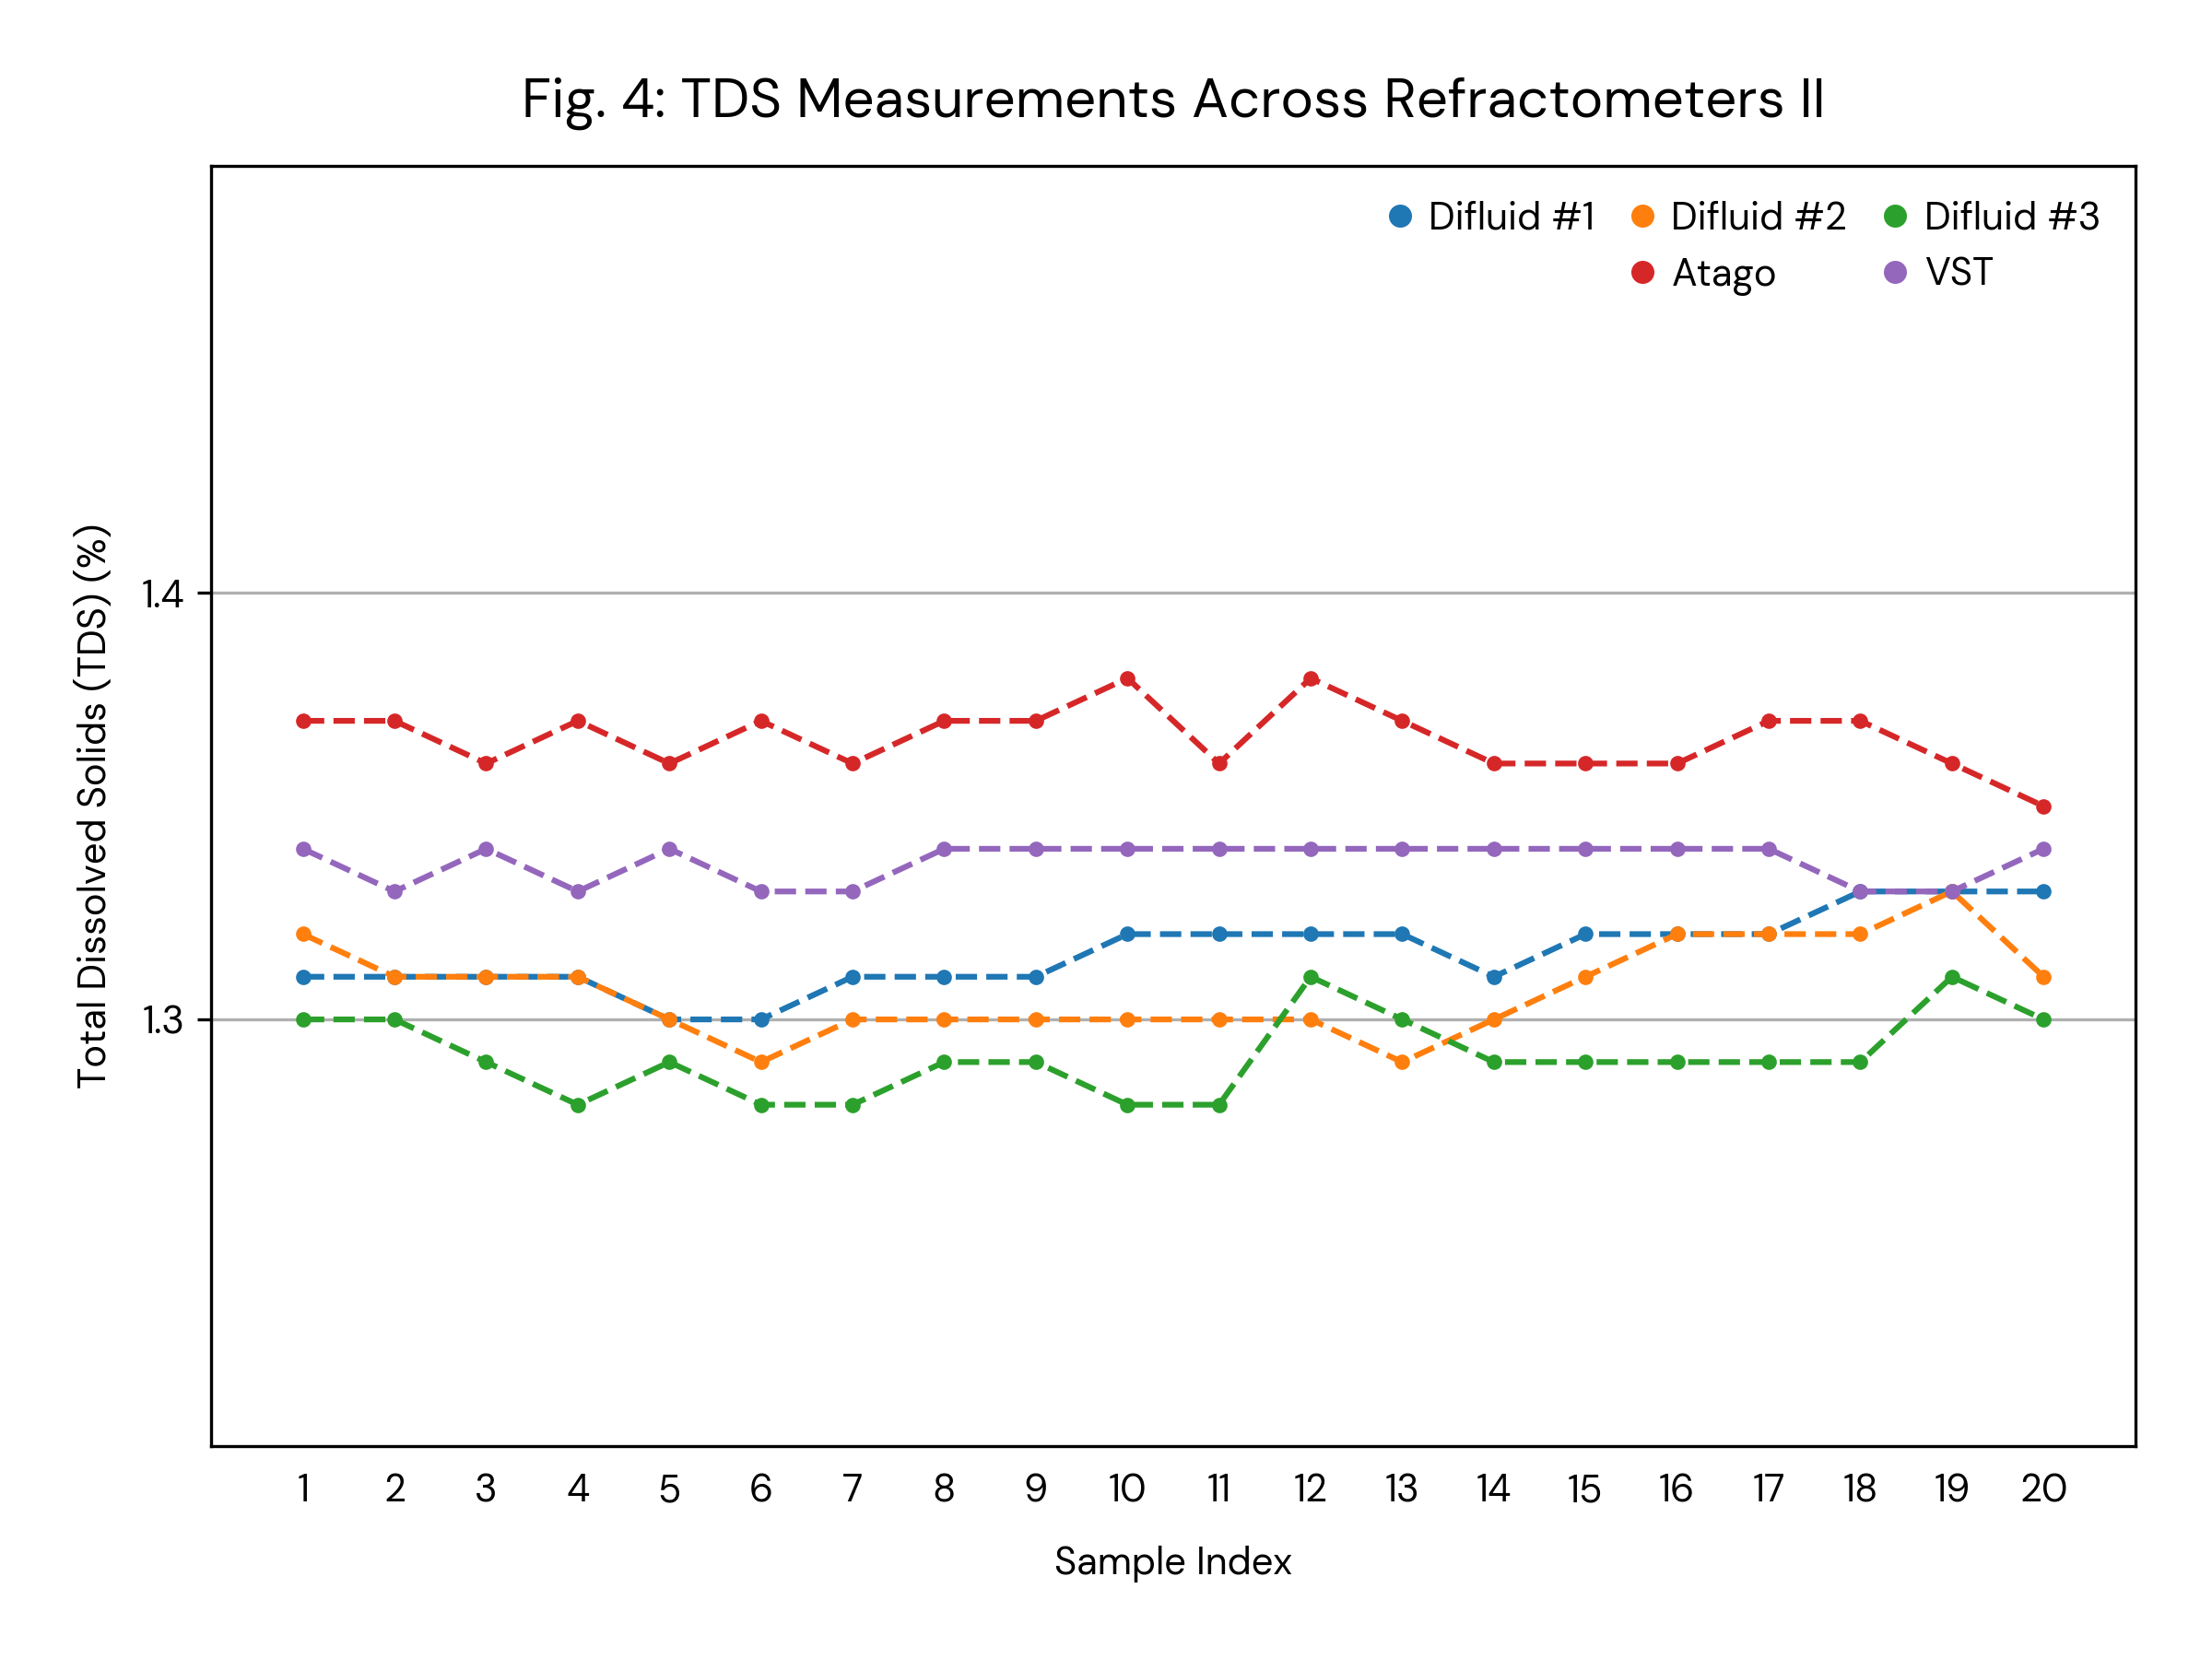 Fig. 4: TDS Measurements Across Refractometers II
Difluid #1 Difluid #2 Difluid #3
Atago VST
Total Dissolved Solids (TDS) (%)
1.4
1.3
1 2 3 4 5 6 7 8 9 10 11 12 13 14 15 16 17 18 19 20
Sample Index